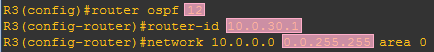 R3(config)#router ospf 12
R3(config-router)#router-id 10.0.30.1
R3(config-router)#network 10.0.0.0 0.0.255.255 area 0